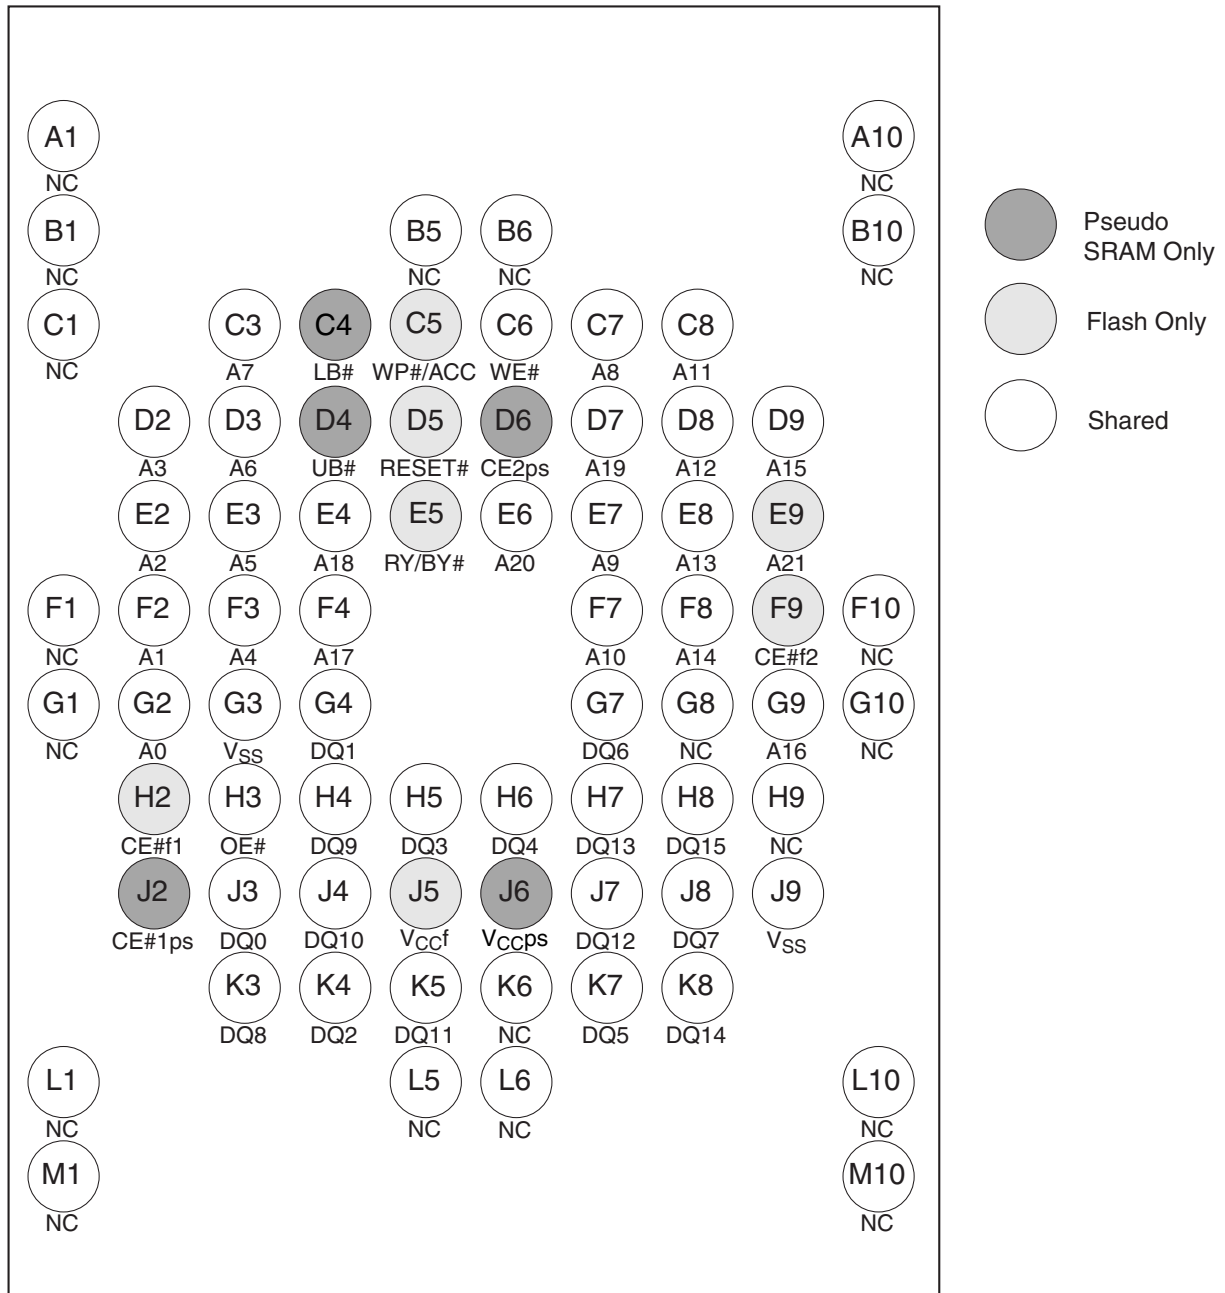 A1 A10
NC NC
B1 B5 B6 B10
NC NC NC NC
C1 C3 C4 C5 C6 C7 C8
NC A7 LB# WP#/ACC WE# A8 A11
D2 D3 D4 D5 D6 D7 D8 D9
A3 A6 UB# RESET# CE2ps A19 A12 A15
E2 E3 E4 E5 E6 E7 E8 E9
A2 A5 A18 RY/BY# A20 A9 A13 A21
F1 F2 F3 F4 F7 F8 F9 F10
NC A1 A4 A17 A10 A14 CE#f2 NC
G1 G2 G3 G4 G7 G8 G9 G10
NC A0 VSS DQ1 DQ6 NC A16 NC
H2 H3 H4 H5 H6 H7 H8 H9
CE#f1 OE# DQ9 DQ3 DQ4 DQ13 DQ15 NC
J2 J3 J4 J5 J6 J7 J8 J9
CE#1ps DQ0 DQ10 VCCf VCCps DQ12 DQ7 VSS
K3 K4 K5 K6 K7 K8
DQ8 DQ2 DQ11 NC DQ5 DQ14
L1 L5 L6 L10
NC NC NC NC
M1 M10
NC NC
Pseudo
SRAM Only
Flash Only
Shared